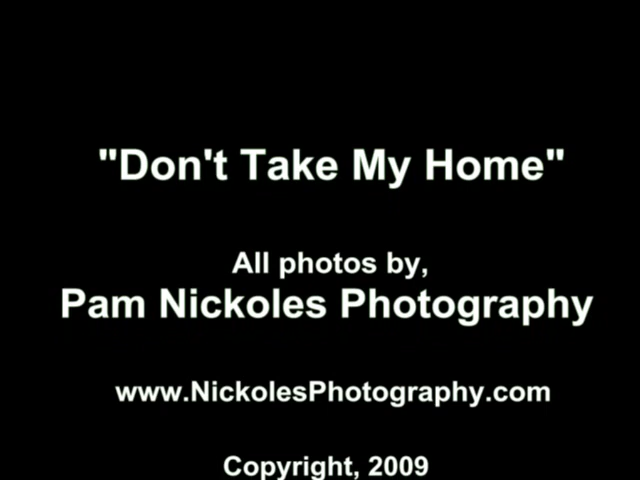 "Don't Take My Home"
All photos by,
Pam Nickoles Photography
www.NickolesPhotography.com
Copyright, 2009